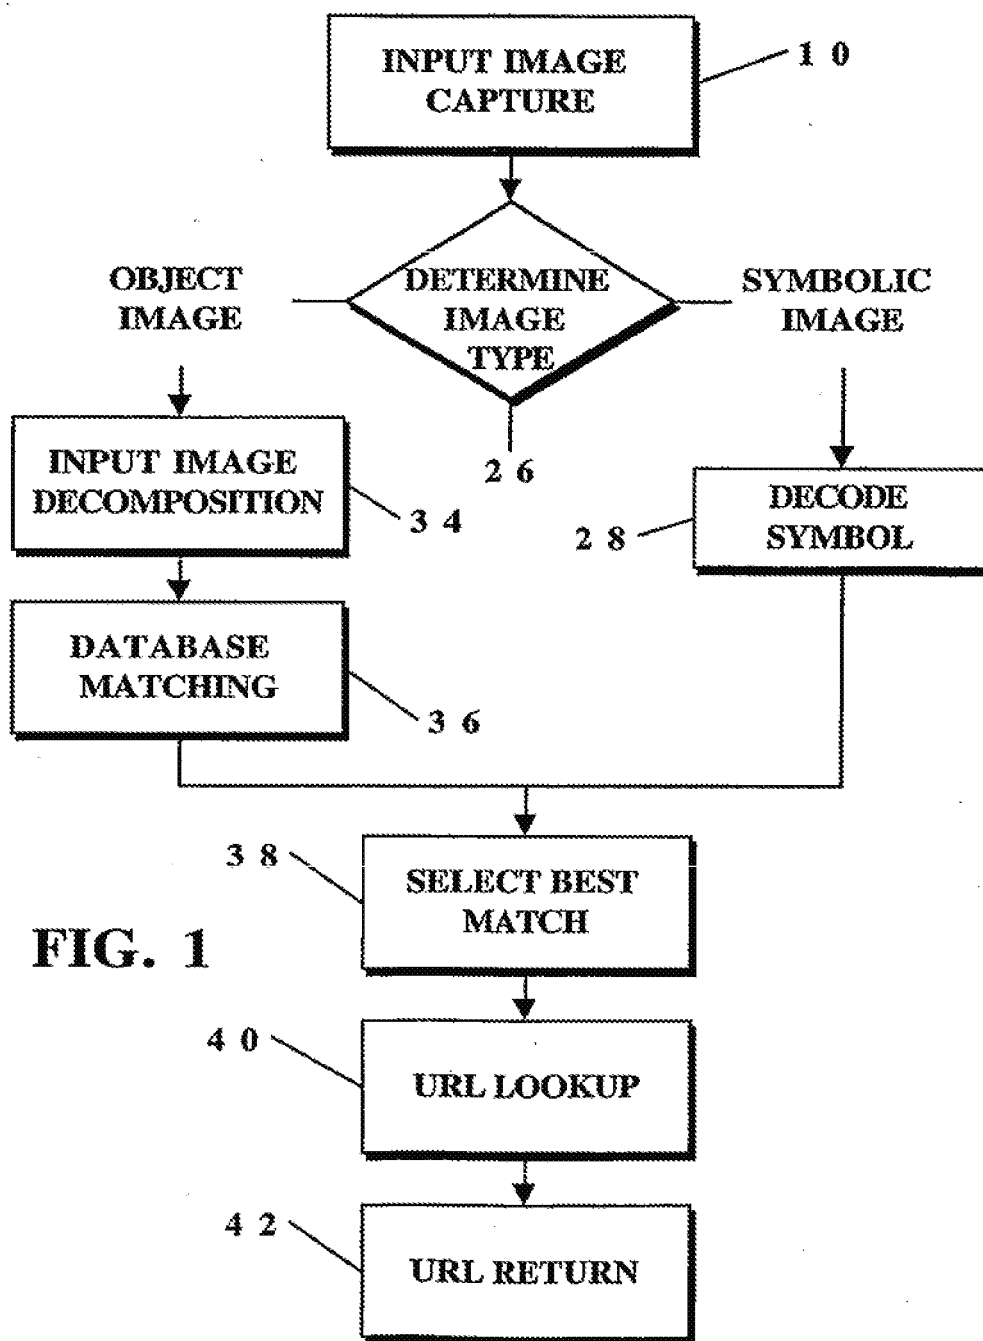 INPUT IMAGE
CAPTURE
1 0
OBJECT
IMAGE
DETERMINE
IMAGE
TYPE
SYMBOLIC
IMAGE
2 6
INPUT IMAGE
DECOMPOSITION
3 4
2 8
DECODE
SYMBOL
DATABASE
MATCHING
3 6
3 8
SELECT BEST
MATCH
FIG. 1
4 0
URL LOOKUP
4 2
URL RETURN